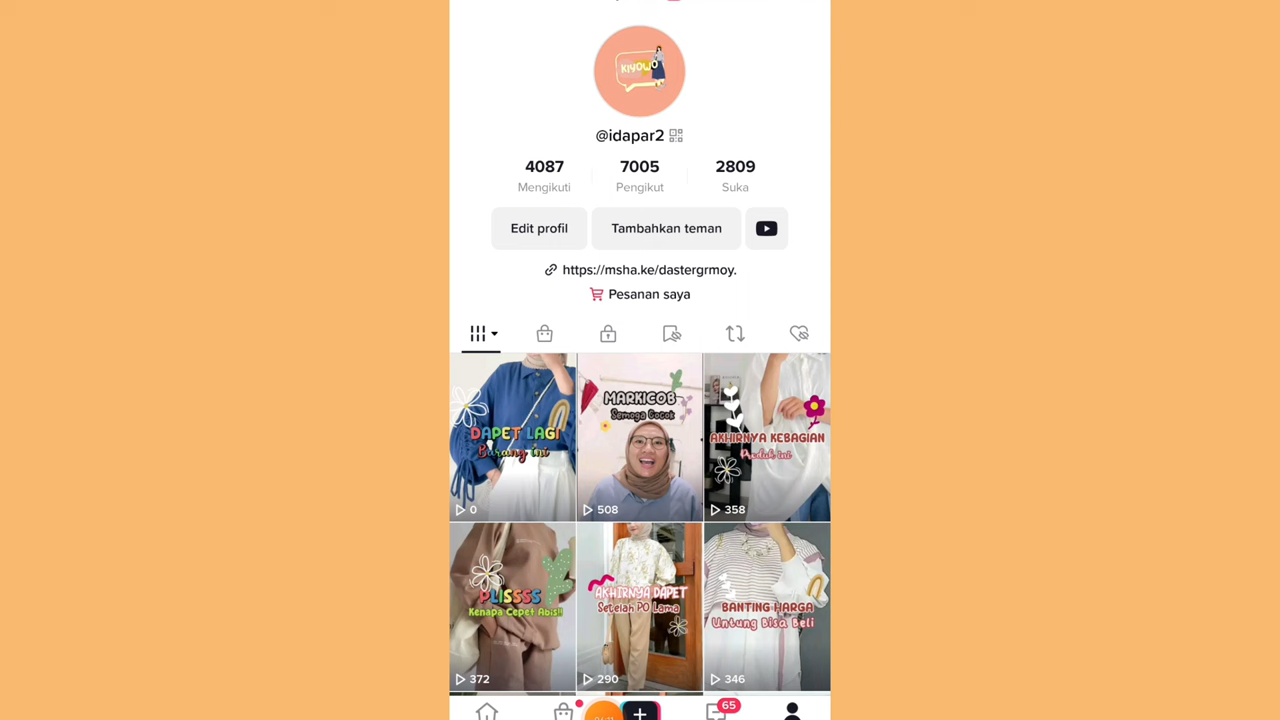 KIYOWO
@idapar2
4087 7005 2809
Mengikuti Pengikut Suka
Edit profil Tambahkan teman
https://msha.ke/dastergrmoy.
Pesanan saya
DAPET LAGI
Barang Ini
0
MARKICOB
Semoga Cocok
508
AKHIRNYA KEBAGIAN
Produk ini
358
PLISSSS
Kenapa Cepet Abis!!
372
AKHIRNYA DAPET
Setelah PO Lama
290
BANTING HARGA
Untung Bisa Beli
346
65